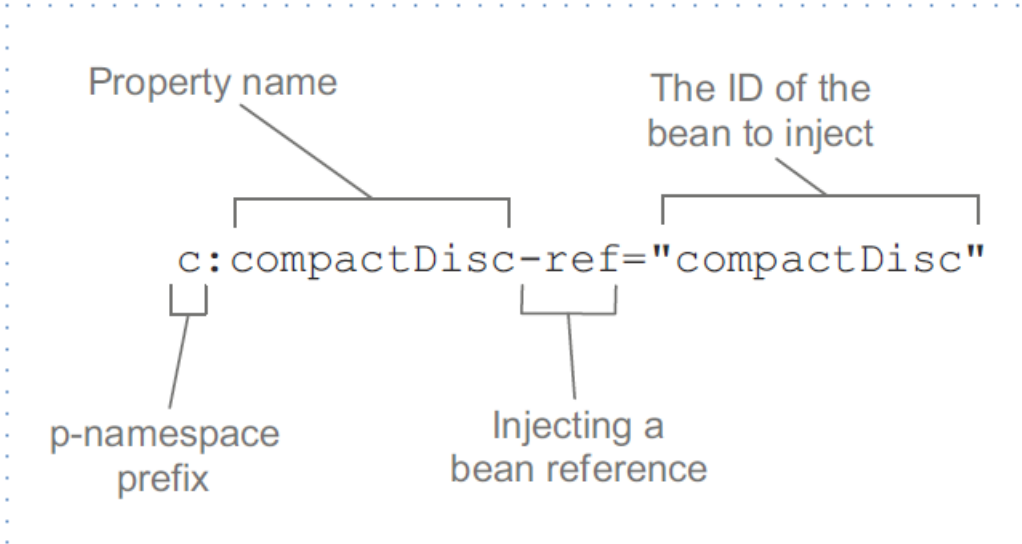 Property name
The ID of the
bean to inject
c:compactDisc-ref="compactDisc"
p-namespace
prefix
Injecting a
bean reference